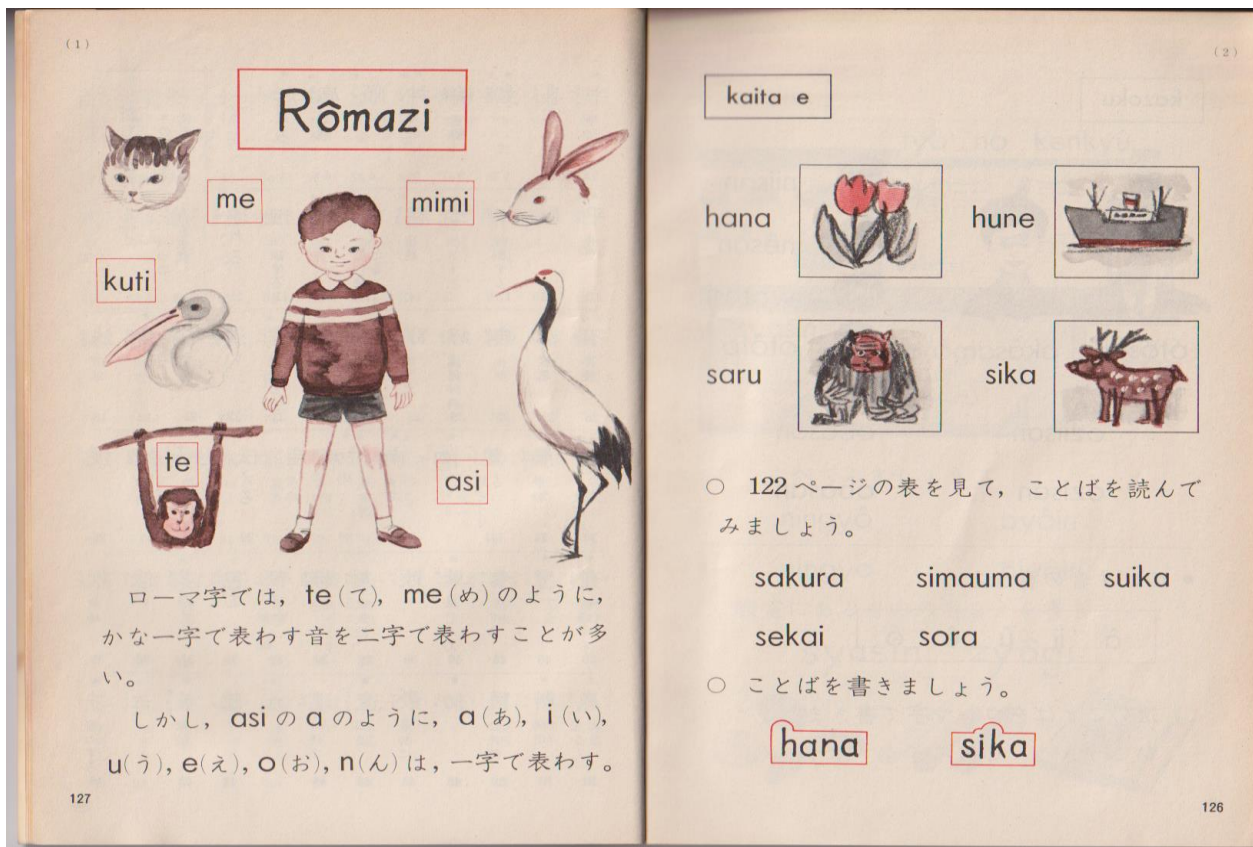 (1)
Rômazi
me
mimi
kuti
te
asi
ローマ字では，te(て)，me(め)のように，
かな一字で表わす音を二字で表わすことが多
い。
しかし，asiのaのように，a(あ)，i(い)，
u(う)，e(え)，o(お)，n(ん)は，一字で表わす。
127
(2)
kaita e
hana
hune
saru
sika
○ 122ページの表を見て，ことばを読んで
みましょう。
sakura simauma suika
sekai sora
○ ことばを書きましょう。
hana sika
126